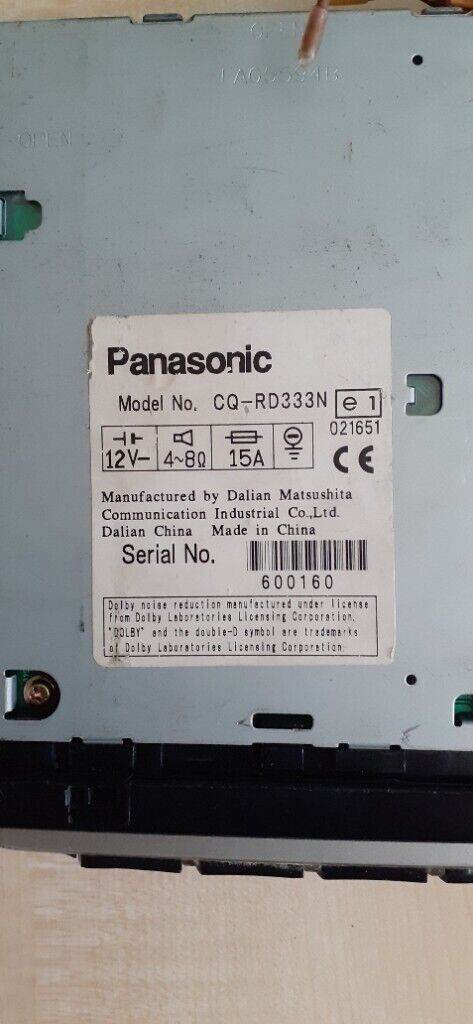 OPEN
Panasonic
Model No. CQ-RD333N e 1
021651
12V⎓ 4~8Ω 15A
CE
Manufactured by Dalian Matsushita
Communication Industrial Co.,Ltd.
Dalian China Made in China
Serial No.
600160
Dolby noise reduction manufactured under license
from Dolby Laboratories Licensing Corporation.
"DOLBY" and the double-D symbol are trademarks
of Dolby Laboratories Licensing Corporation.